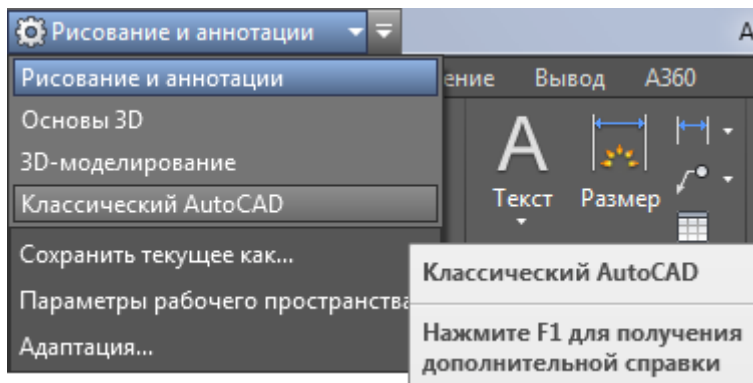 Рисование и аннотации
А
Рисование и аннотации
ение Вывод A360
Основы 3D
3D-моделирование
Классический AutoCAD
Текст Размер
Сохранить текущее как...
Параметры рабочего пространства
Адаптация...
Классический AutoCAD
Нажмите F1 для получения
дополнительной справки